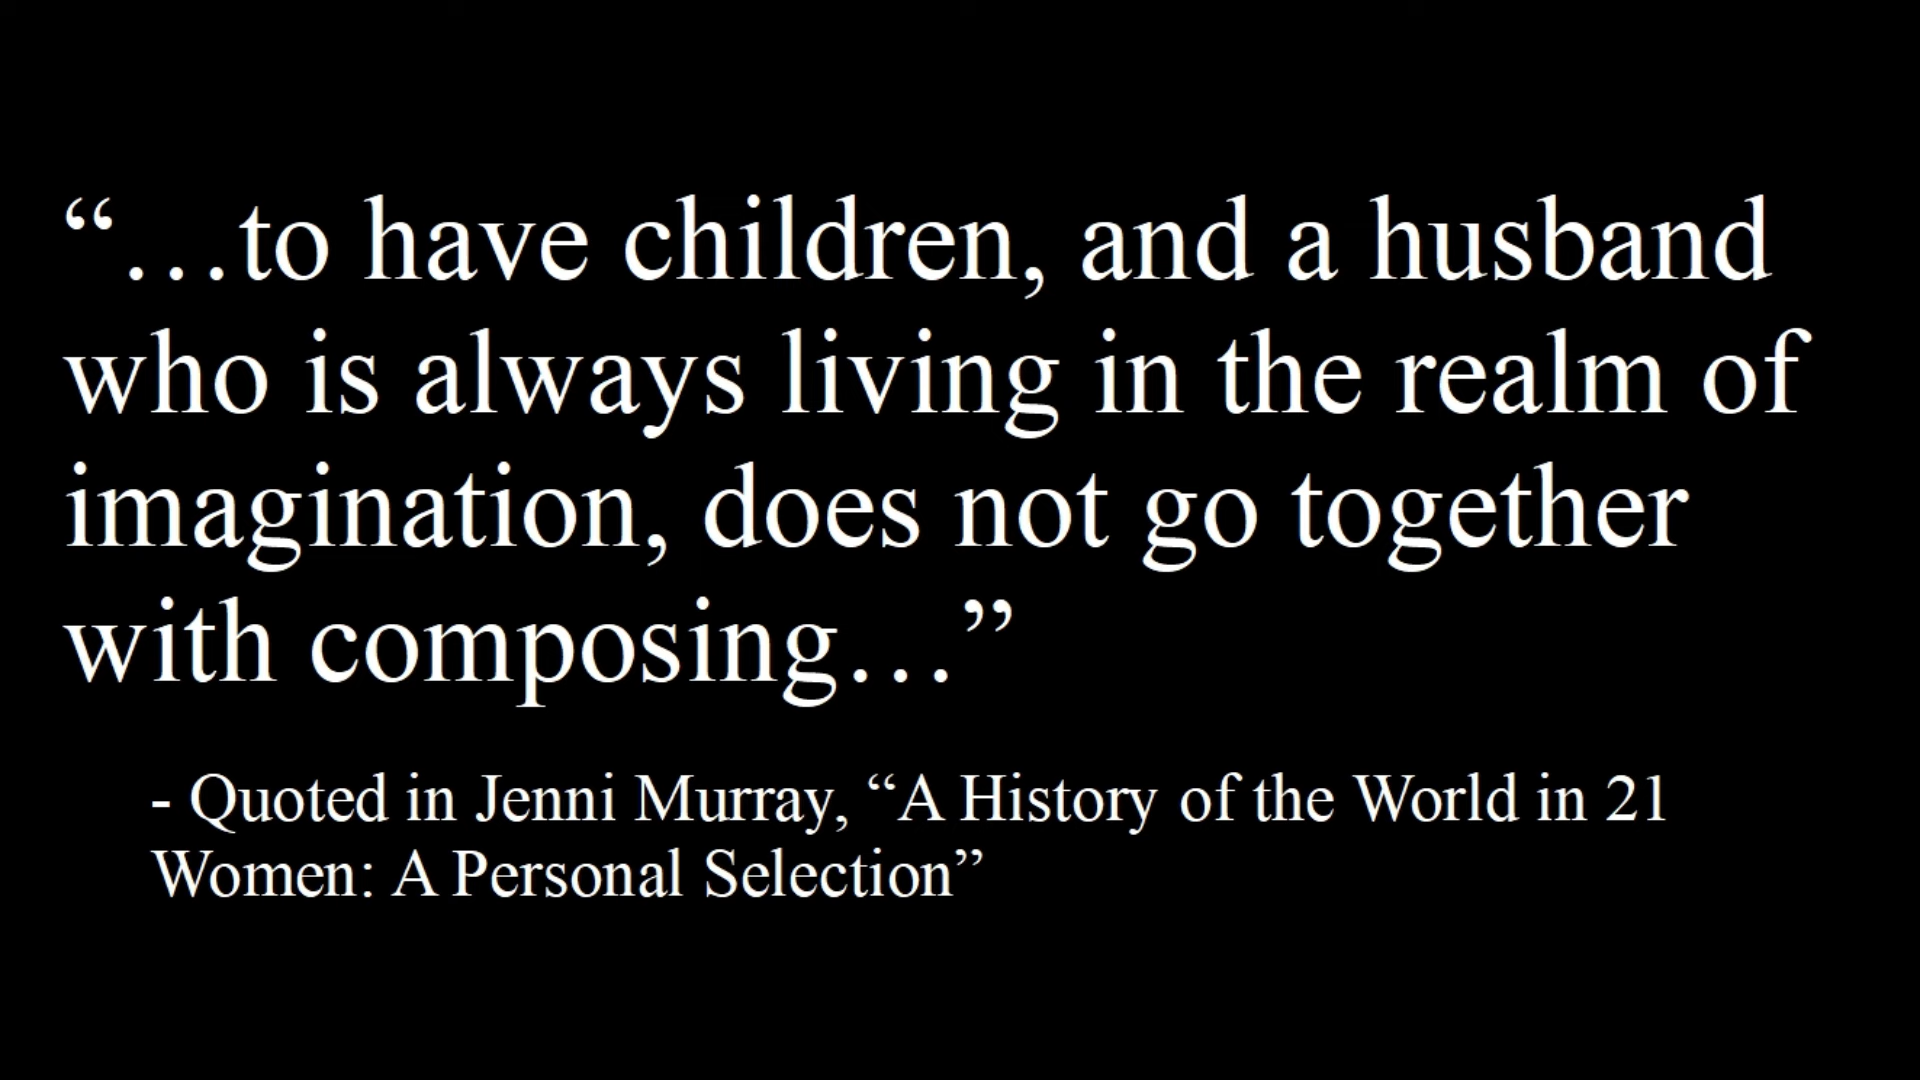 “…to have children, and a husband
who is always living in the realm of
imagination, does not go together
with composing…”
- Quoted in Jenni Murray, “A History of the World in 21
Women: A Personal Selection”